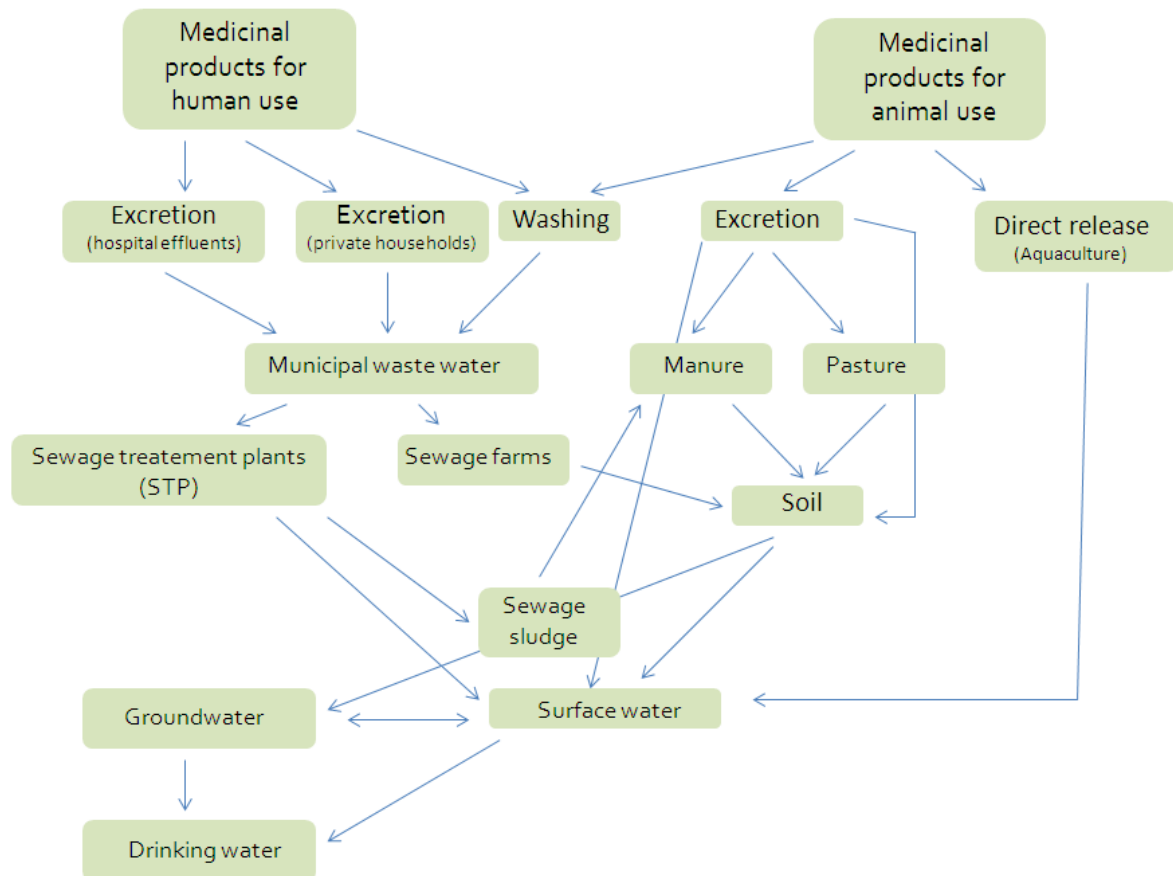 Medicinal
products for
human use
Medicinal
products for
animal use
Excretion
(hospital effluents)
Excretion
(private households)
Washing
Excretion
Direct release
(Aquaculture)
Municipal waste water
Manure
Pasture
Sewage treatement plants
(STP)
Sewage farms
Soil
Sewage
sludge
Groundwater
Surface water
Drinking water